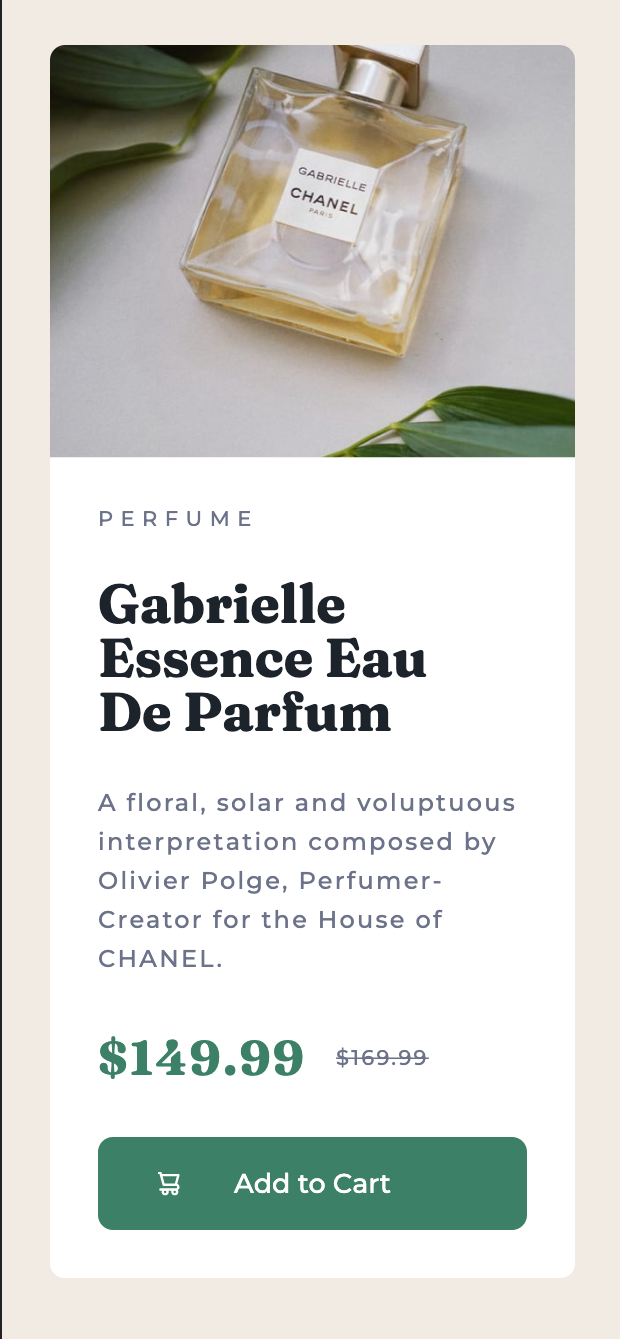 GABRIELLE
CHANEL
PARIS
PERFUME
Gabrielle
Essence Eau
De Parfum
A floral, solar and voluptuous
interpretation composed by
Olivier Polge, Perfumer-
Creator for the House of
CHANEL.
$149.99 $169.99
Add to Cart